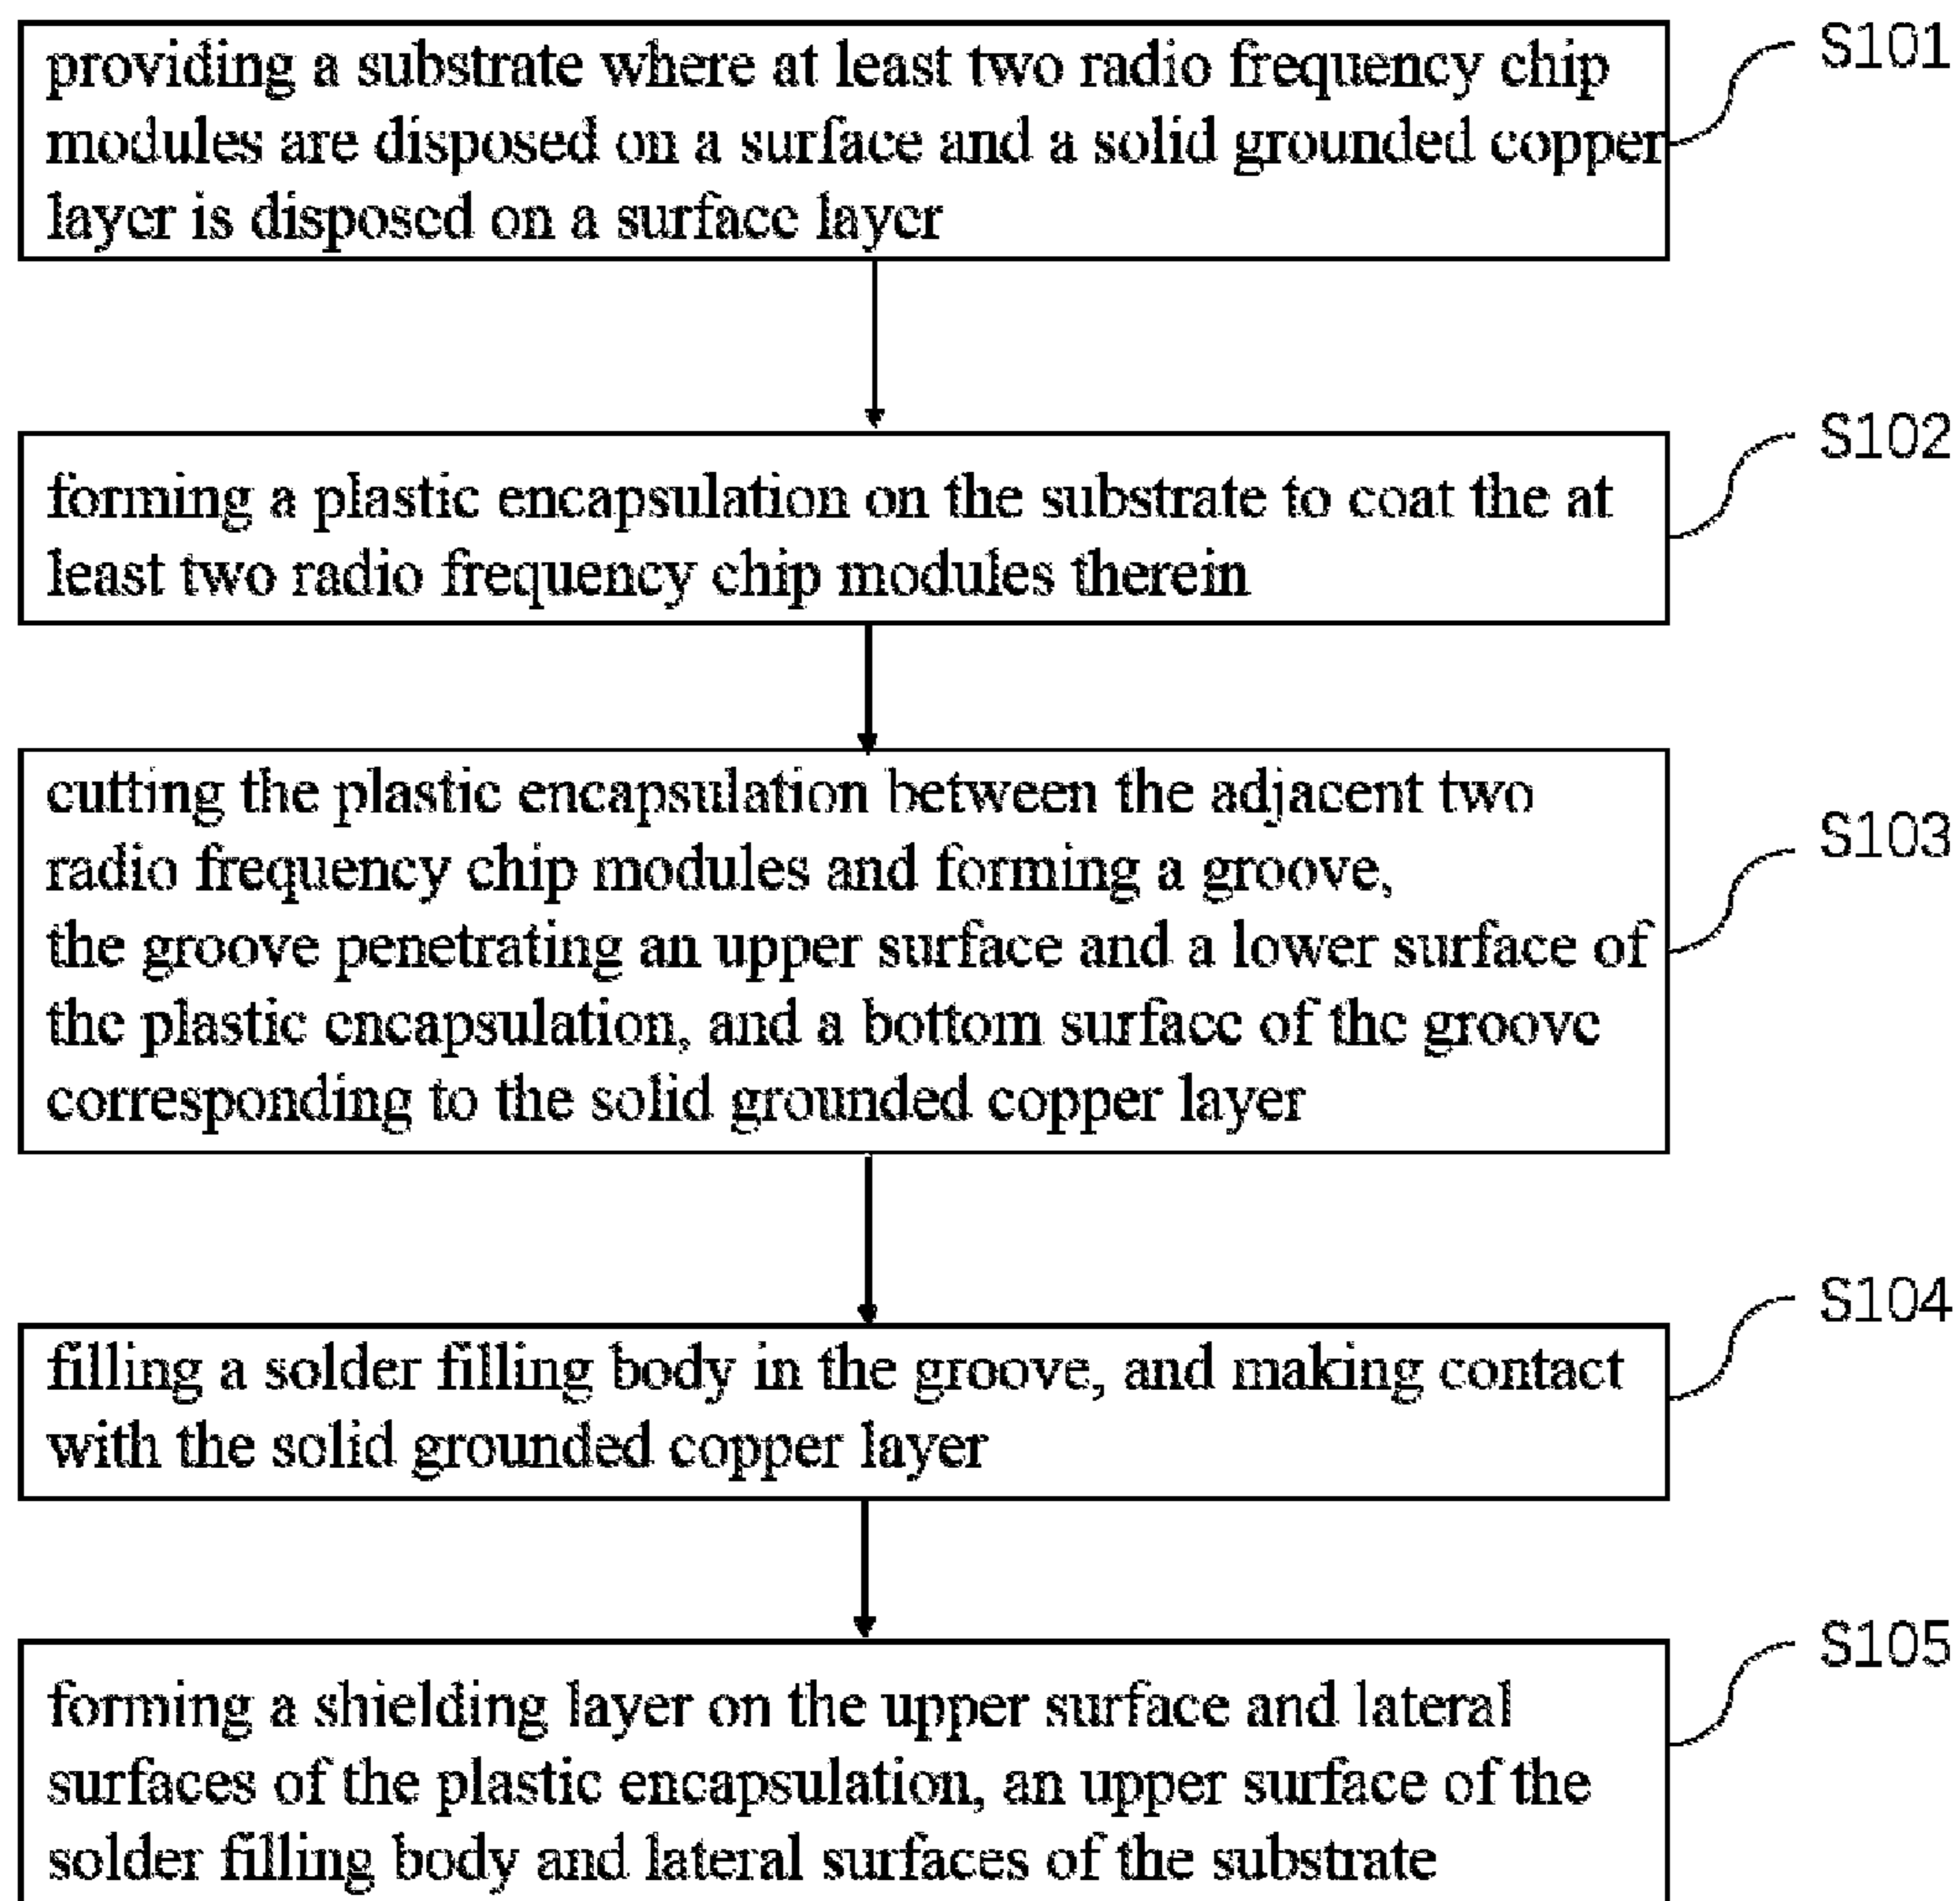 providing a substrate where at least two radio frequency chip
S101
modules are disposed on a surface and a solid grounded copper
layer is disposed on a surface layer
S102
forming a plastic encapsulation on the substrate to coat the at
least two radio frequency chip modules therein
cutting the plastic encapsulation between the adjacent two
S103
radio frequency chip modules and forming a groove,
the groove penetrating an upper surface and a lower surface of
the plastic encapsulation, and a bottom surface of the groove
corresponding to the solid grounded copper layer
S104
filling a solder filling body in the groove, and making contact
with the solid grounded copper layer
S105
forming a shielding layer on the upper surface and lateral
surfaces of the plastic encapsulation, an upper surface of the
solder filling body and lateral surfaces of the substrate